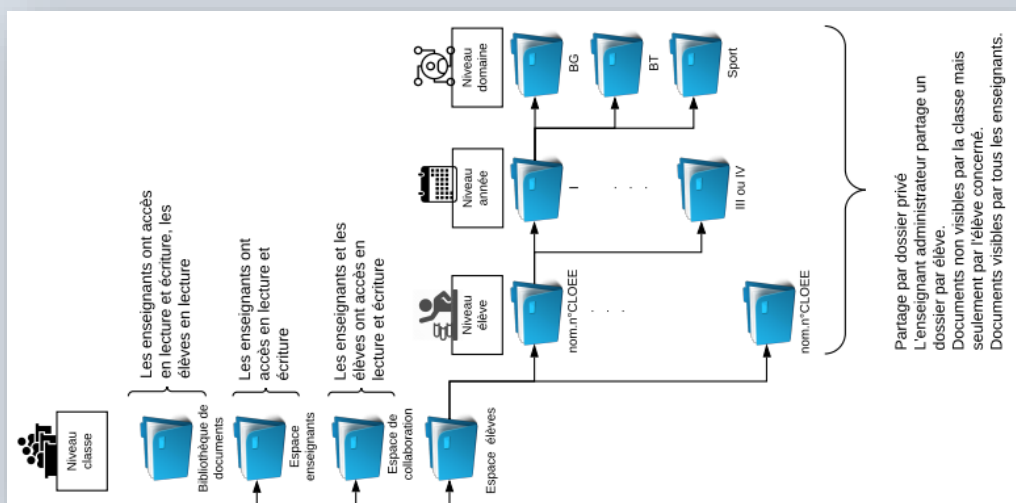 Niveau
classe
Bibliothèque de
documents
Les enseignants ont accès
en lecture et écriture, les
élèves en lecture
Espace
enseignants
Les enseignants ont
accès en lecture et
écriture
Espace de
collaboration
Les enseignants et les
élèves ont accès en
lecture et écriture
Espace élèves
Niveau
élève
nom.n°CLOEE
. . .
nom.n°CLOEE
Niveau
année
I
. . .
III ou IV
Niveau
domaine
BG
BT
Sport
Partage par dossier privé
L'enseignant administrateur partage un
dossier par élève.
Documents non visibles par la classe mais
seulement par l'élève concerné.
Documents visibles par tous les enseignants.